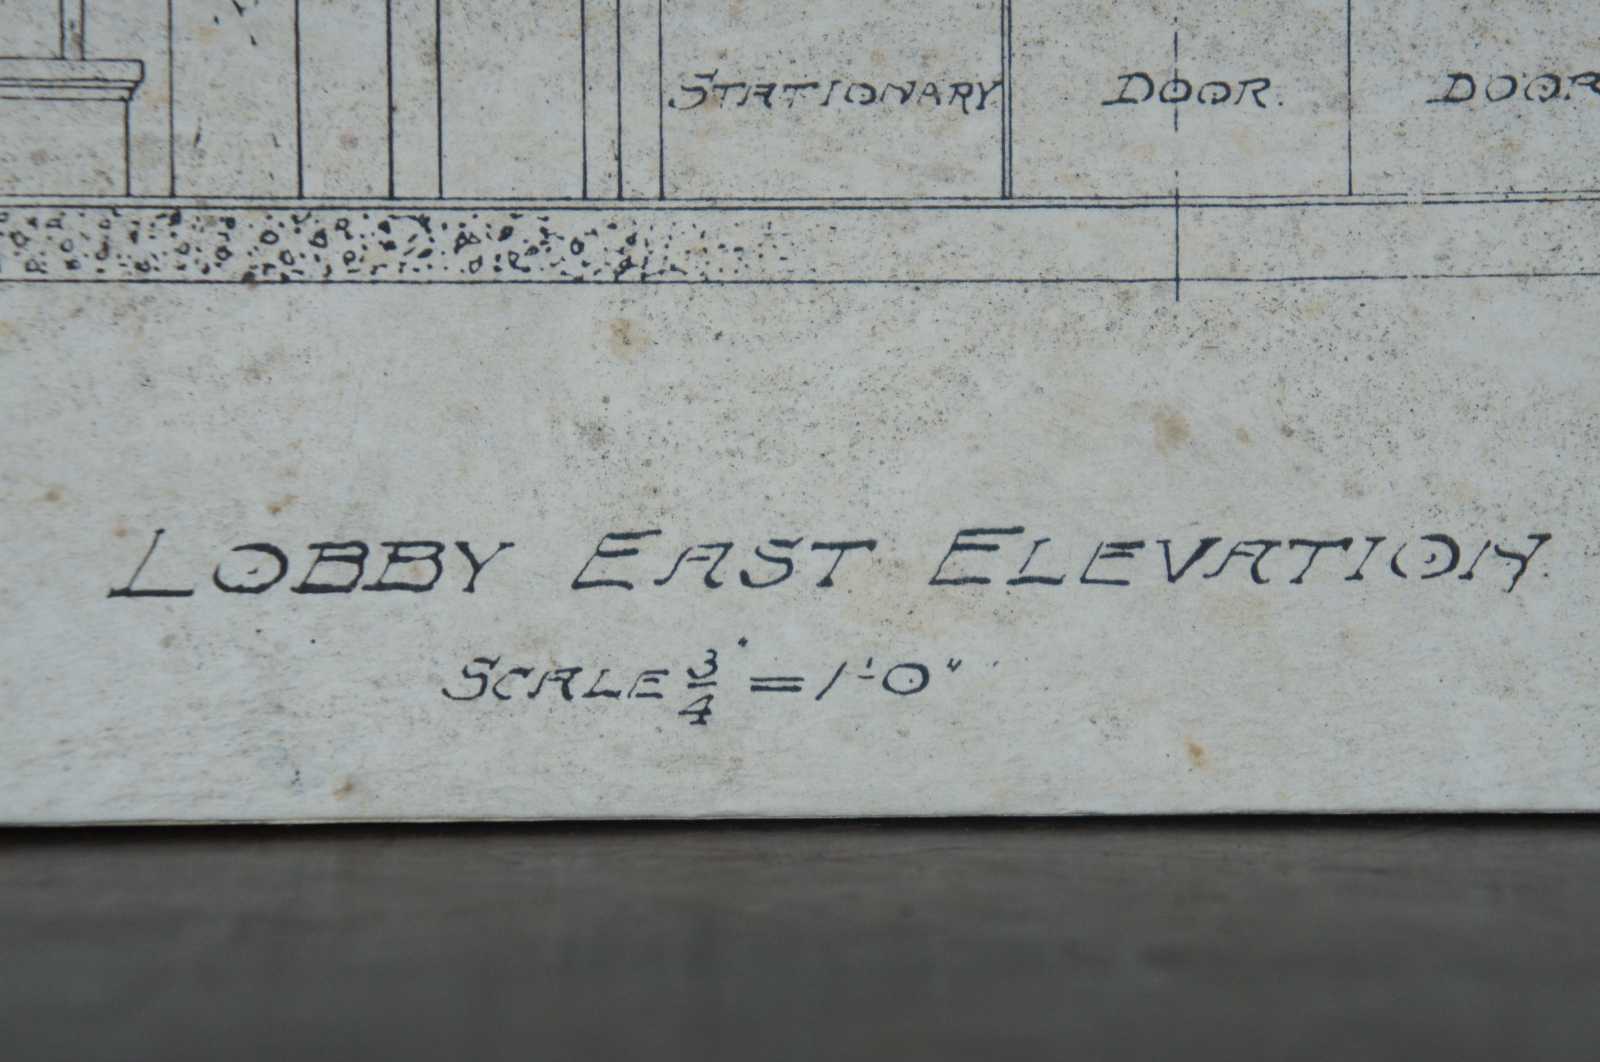 STATIONARY DOOR. DOOR
LOBBY EAST ELEVATION.
SCALE 3/4" = 1'-0"